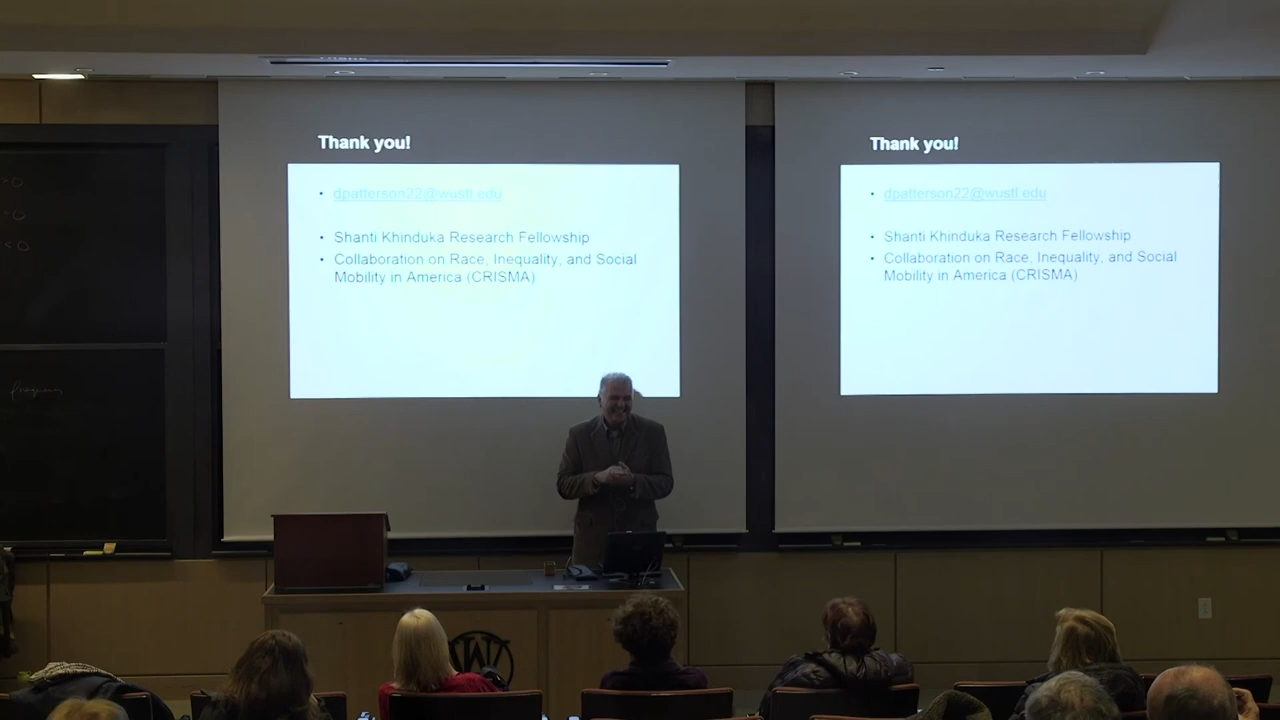 Thank you!
dpatterson22@wustl.edu
Shanti Khinduka Research Fellowship
Collaboration on Race, Inequality, and Social
Mobility in America (CRISMA)
Thank you!
dpatterson22@wustl.edu
Shanti Khinduka Research Fellowship
Collaboration on Race, Inequality, and Social
Mobility in America (CRISMA)
W